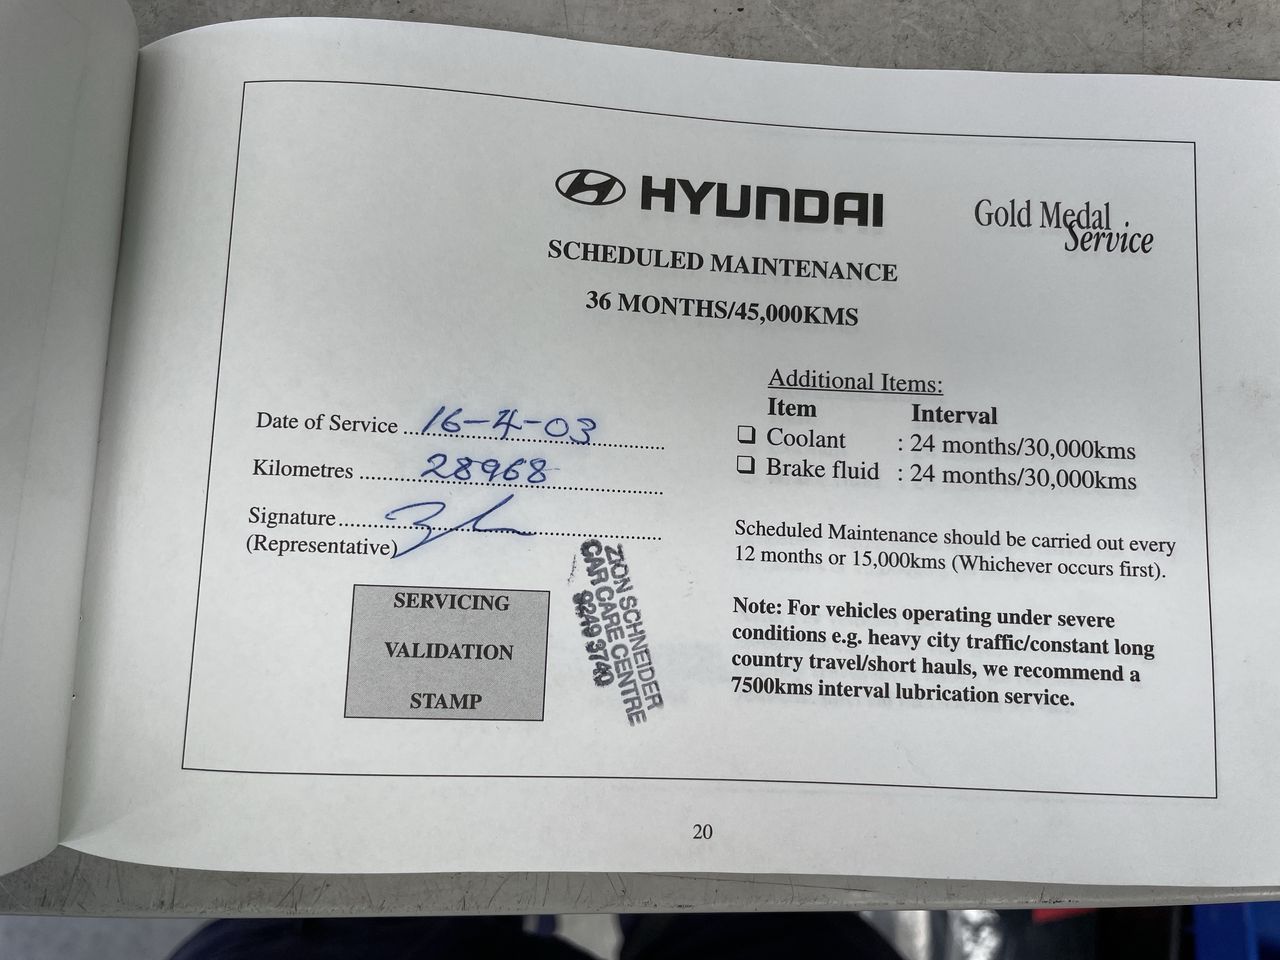 HYUNDAI
Gold Medal
Service
SCHEDULED MAINTENANCE
36 MONTHS/45,000KMS
Date of Service 16-4-03
Kilometres 28968
Signature
(Representative)
SERVICING
VALIDATION
STAMP
ZION SCHNEIDER
CAR CARE CENTRE
9249 9740
Additional Items:
Item Interval
Coolant : 24 months/30,000kms
Brake fluid : 24 months/30,000kms
Scheduled Maintenance should be carried out every
12 months or 15,000kms (Whichever occurs first).
Note: For vehicles operating under severe
conditions e.g. heavy city traffic/constant long
country travel/short hauls, we recommend a
7500kms interval lubrication service.
20